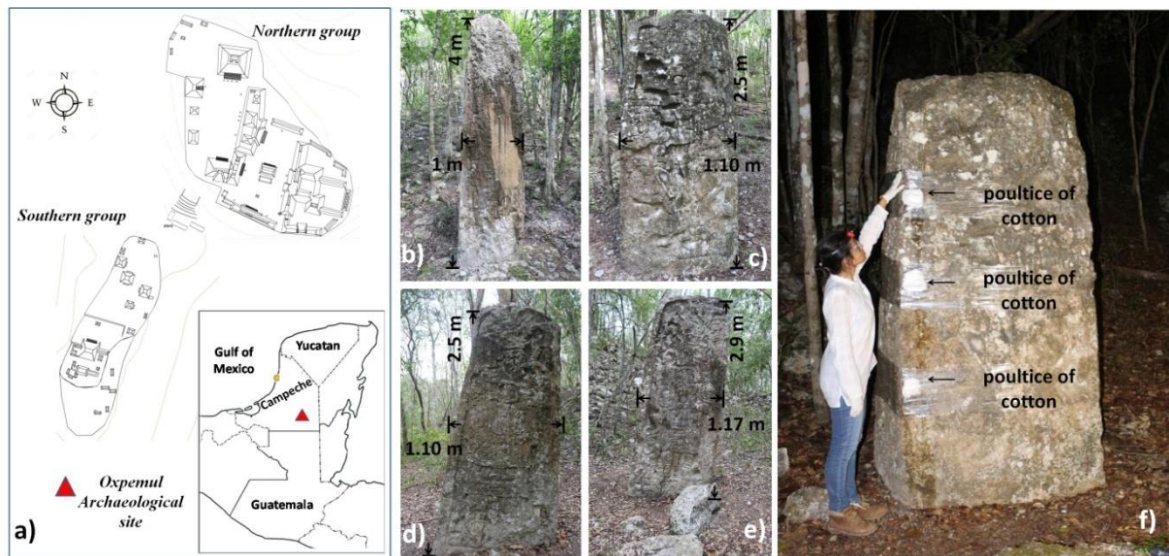 Northern group
N
W E
S
Southern group
Gulf of
Mexico
Yucatan
Campeche
Guatemala
Oxpemul
Archaeological
site
a)
4 m
1 m
b)
2.5 m
1.10 m
c)
2.5 m
1.10 m
d)
2.9 m
1.17 m
e)
poultice of
cotton
poultice of
cotton
poultice of
cotton
f)